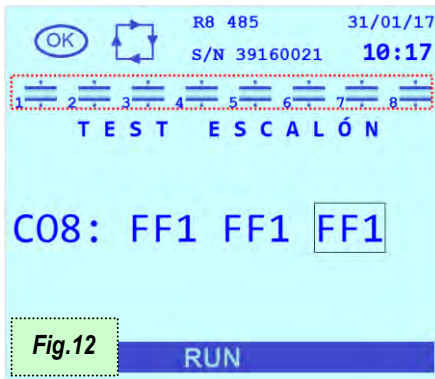 OK R8 485 31/01/17
S/N 39160021 10:17
1 2 3 4 5 6 7 8
TEST ESCALÓN
C08: FF1 FF1 FF1
Fig.12 RUN